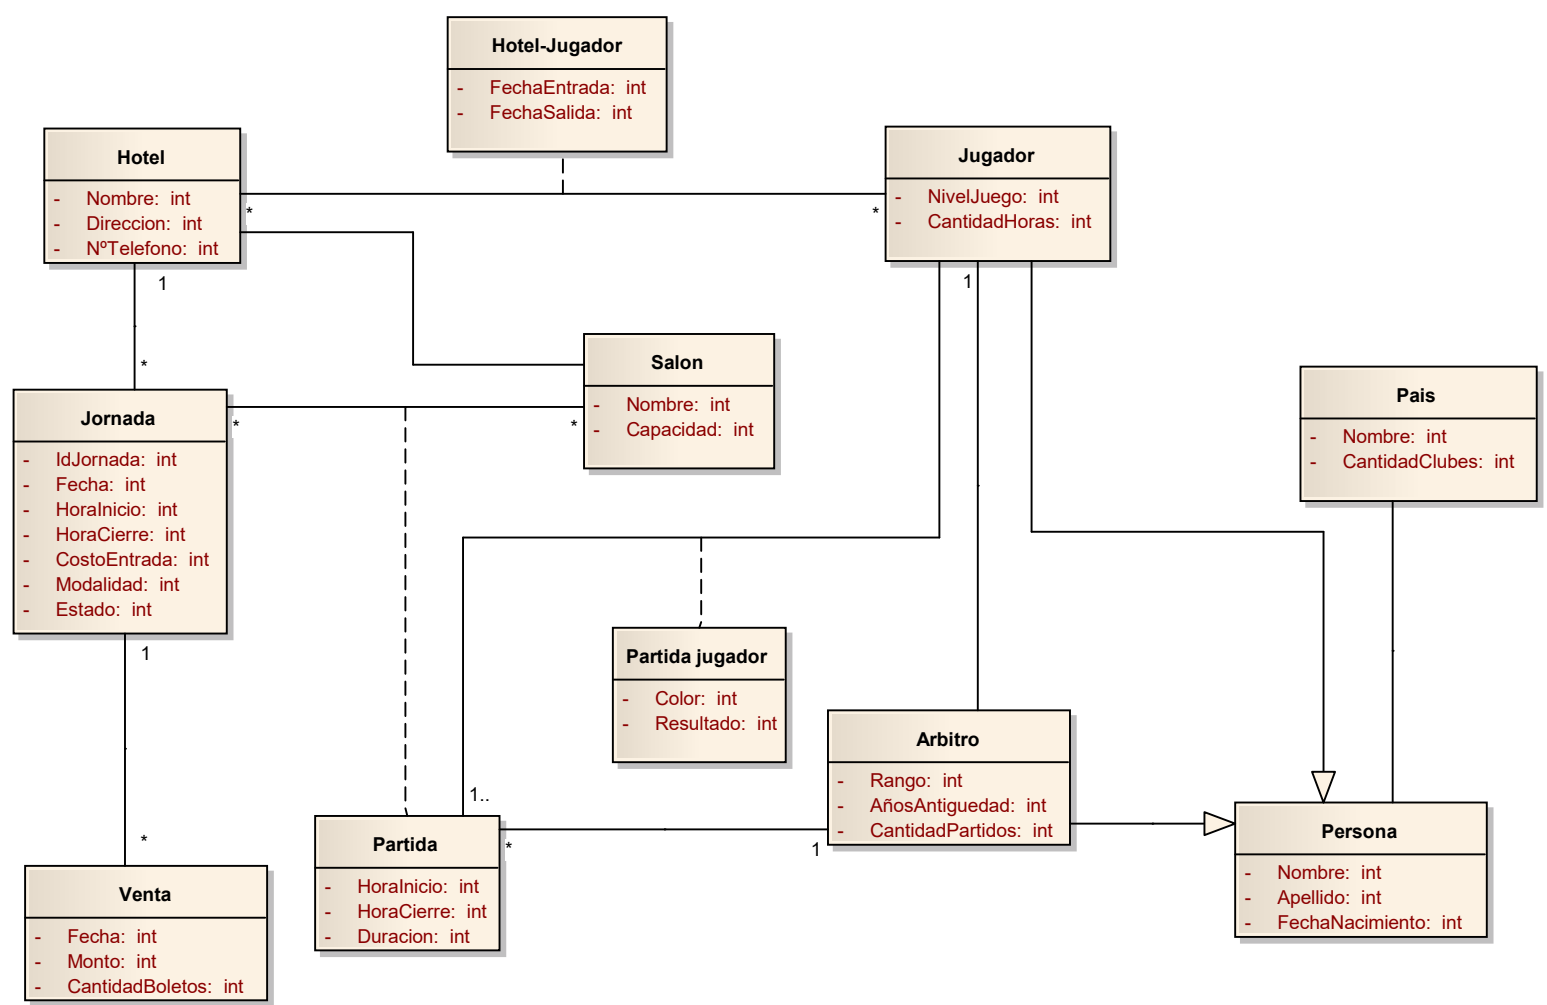 Hotel-Jugador
- FechaEntrada: int
- FechaSalida: int
Hotel
- Nombre: int
- Direccion: int
- NºTelefono: int
Jugador
- NivelJuego: int
- CantidadHoras: int
*
*
1
1
*
Salon
- Nombre: int
- Capacidad: int
*
*
Jornada
- IdJornada: int
- Fecha: int
- HoraInicio: int
- HoraCierre: int
- CostoEntrada: int
- Modalidad: int
- Estado: int
Pais
- Nombre: int
- CantidadClubes: int
1
*
Partida jugador
- Color: int
- Resultado: int
Arbitro
- Rango: int
- AñosAntiguedad: int
- CantidadPartidos: int
1..
*
1
Partida
- HoraInicio: int
- HoraCierre: int
- Duracion: int
Persona
- Nombre: int
- Apellido: int
- FechaNacimiento: int
Venta
- Fecha: int
- Monto: int
- CantidadBoletos: int